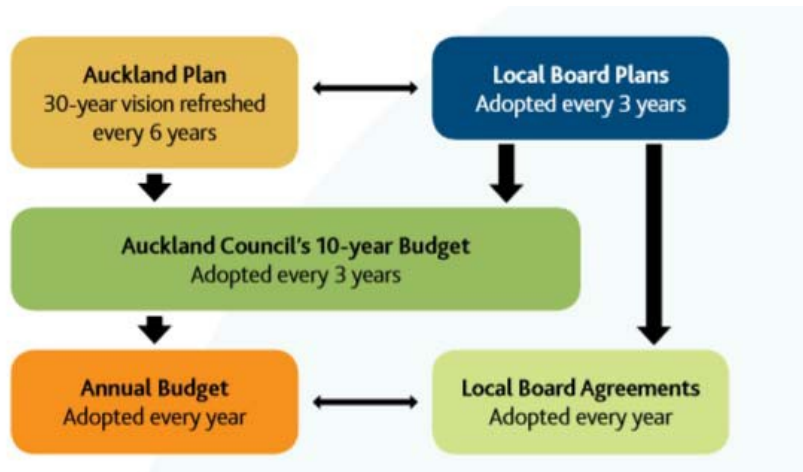 Auckland Plan
30-year vision refreshed
every 6 years
Local Board Plans
Adopted every 3 years
Auckland Council's 10-year Budget
Adopted every 3 years
Annual Budget
Adopted every year
Local Board Agreements
Adopted every year